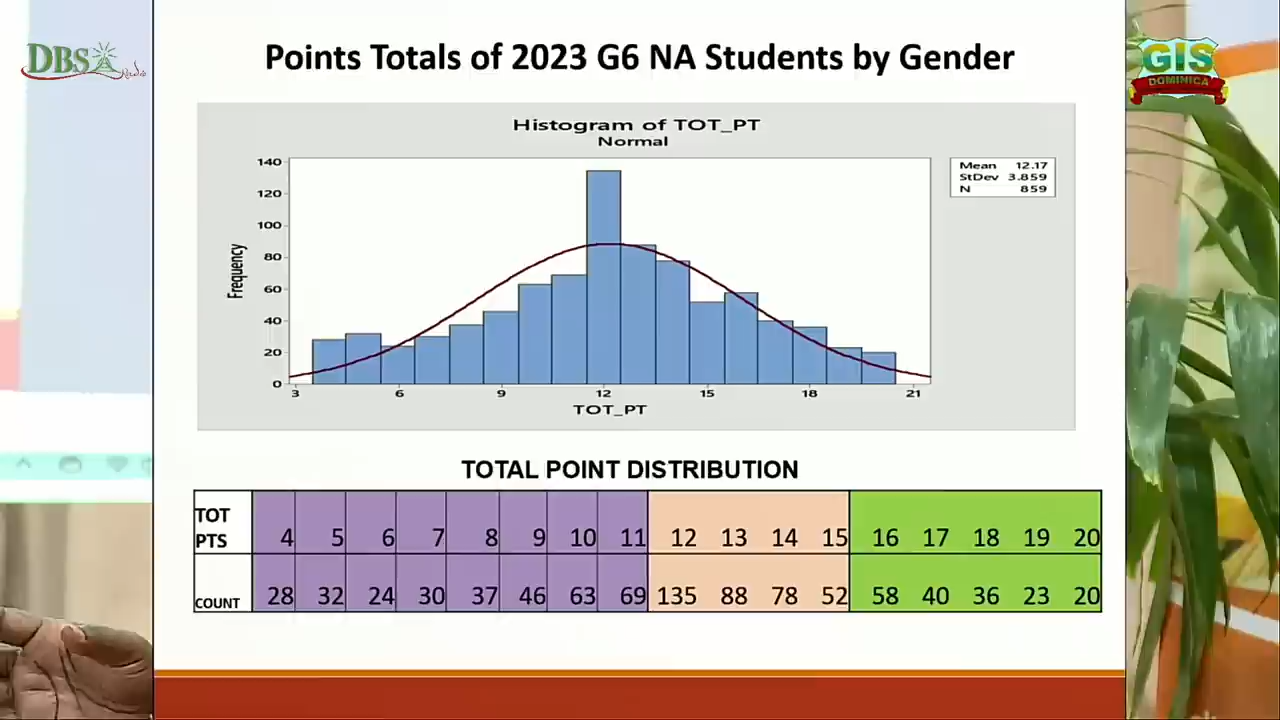 DBS
Radio
Points Totals of 2023 G6 NA Students by Gender
GIS
DOMINICA
Histogram of TOT_PT
Normal
Mean 12.17
StDev 3.859
N 859
Frequency
140
120
100
80
60
40
20
0
3 6 9 12 15 18 21
TOT_PT
TOTAL POINT DISTRIBUTION
TOT PTS 4 5 6 7 8 9 10 11 12 13 14 15 16 17 18 19 20
COUNT 28 32 24 30 37 46 63 69 135 88 78 52 58 40 36 23 20